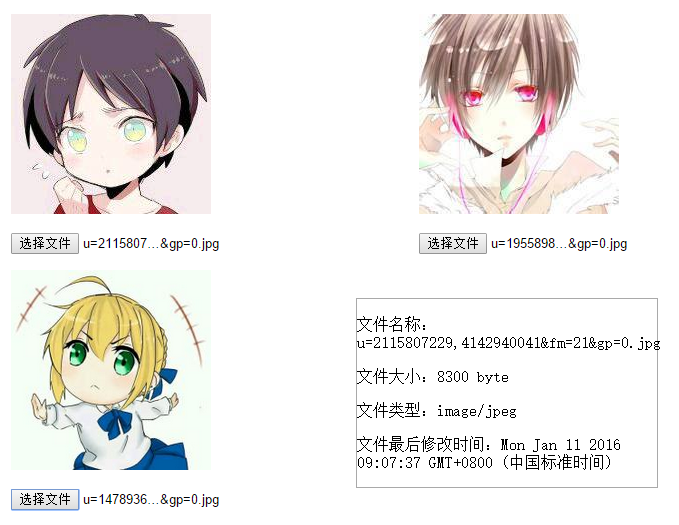 选择文件 u=2115807...&gp=0.jpg
选择文件 u=1955898...&gp=0.jpg
文件名称：
u=2115807229,4142940041&fm=21&gp=0.jpg
文件大小：8300 byte
文件类型：image/jpeg
文件最后修改时间：Mon Jan 11 2016
09:07:37 GMT+0800 (中国标准时间)
选择文件 u=1478936...&gp=0.jpg